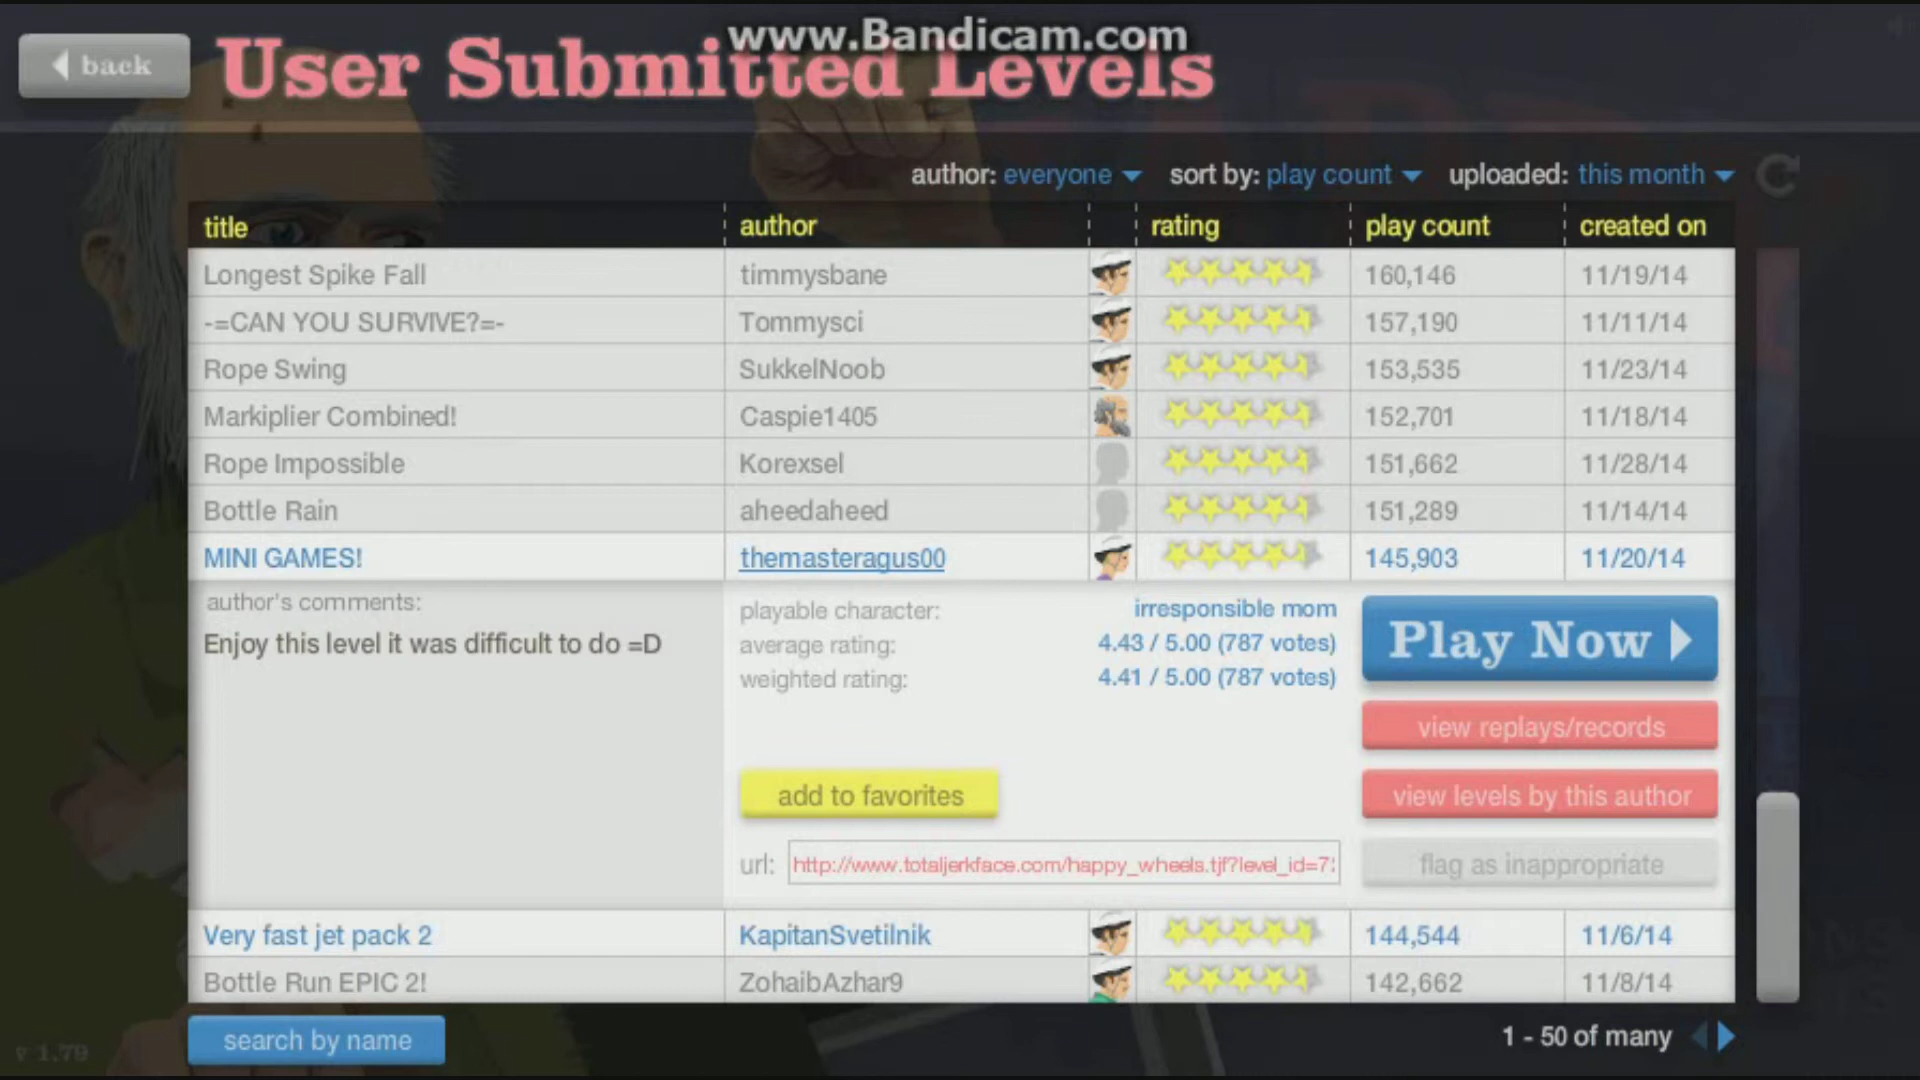 www.Bandicam.com
back
User Submitted Levels
author: everyone sort by: play count uploaded: this month
title author rating play count created on
Longest Spike Fall timmysbane 160,146 11/19/14
-=CAN YOU SURVIVE?=- Tommysci 157,190 11/11/14
Rope Swing SukkelNoob 153,535 11/23/14
Markiplier Combined! Caspie1405 152,701 11/18/14
Rope Impossible Korexsel 151,662 11/28/14
Bottle Rain aheedaheed 151,289 11/14/14
MINI GAMES! themasteragus00 145,903 11/20/14
author's comments:
Enjoy this level it was difficult to do =D
playable character: irresponsible mom
average rating: 4.43 / 5.00 (787 votes)
weighted rating: 4.41 / 5.00 (787 votes)
Play Now
view replays/records
add to favorites
view levels by this author
url: http://www.totaljerkface.com/happy_wheels.tjf?level_id=7
flag as inappropriate
Very fast jet pack 2 KapitanSvetilnik 144,544 11/6/14
Bottle Run EPIC 2! ZohaibAzhar9 142,662 11/8/14
search by name
1 - 50 of many
v 1.79